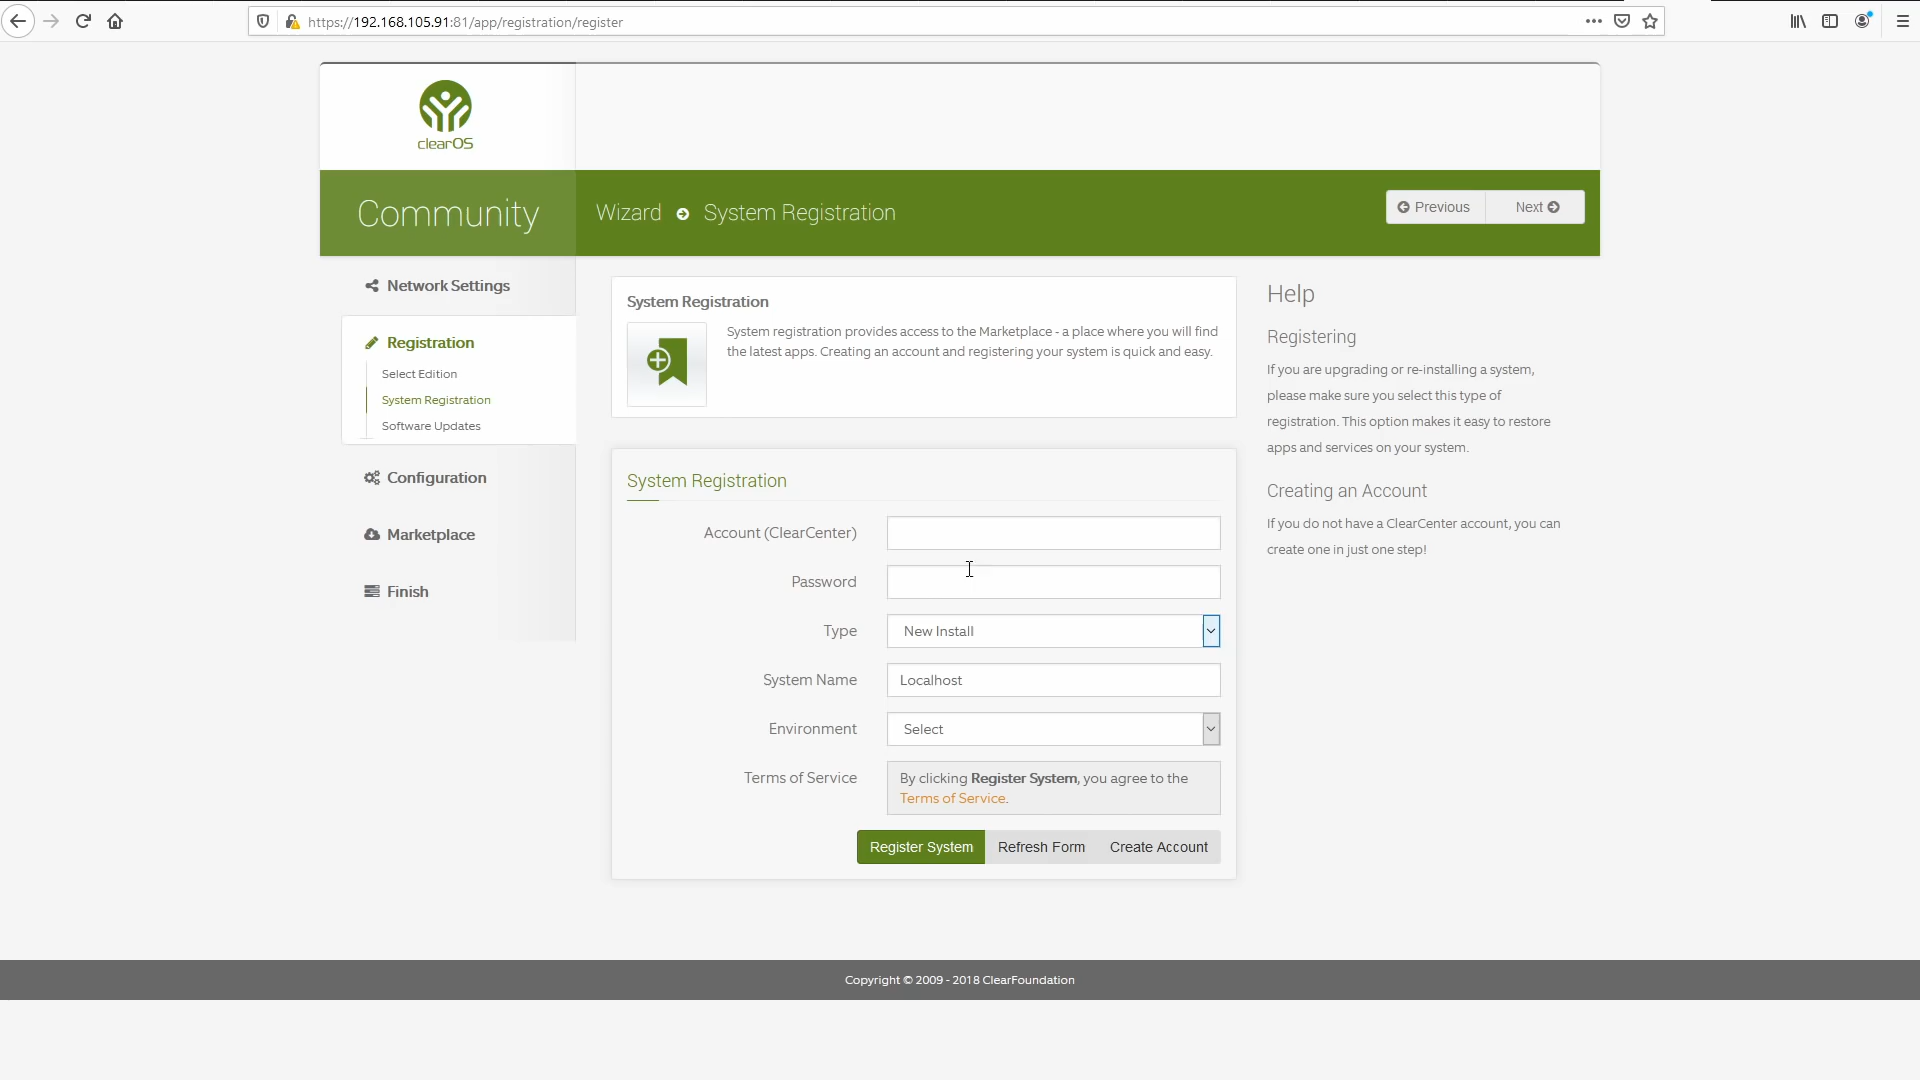 https://192.168.105.91:81/app/registration/register
clearOS
Community
Wizard System Registration
Previous
Next
Network Settings
Registration
Select Edition
System Registration
Software Updates
Configuration
Marketplace
Finish
System Registration
System registration provides access to the Marketplace - a place where you will find
the latest apps. Creating an account and registering your system is quick and easy.
System Registration
Account (ClearCenter)
Password
Type
New Install
System Name
Localhost
Environment
Select
Terms of Service
By clicking Register System, you agree to the
Terms of Service.
Register System
Refresh Form
Create Account
Help
Registering
If you are upgrading or re-installing a system,
please make sure you select this type of
registration. This option makes it easy to restore
apps and services on your system.
Creating an Account
If you do not have a ClearCenter account, you can
create one in just one step!
Copyright © 2009 - 2018 ClearFoundation